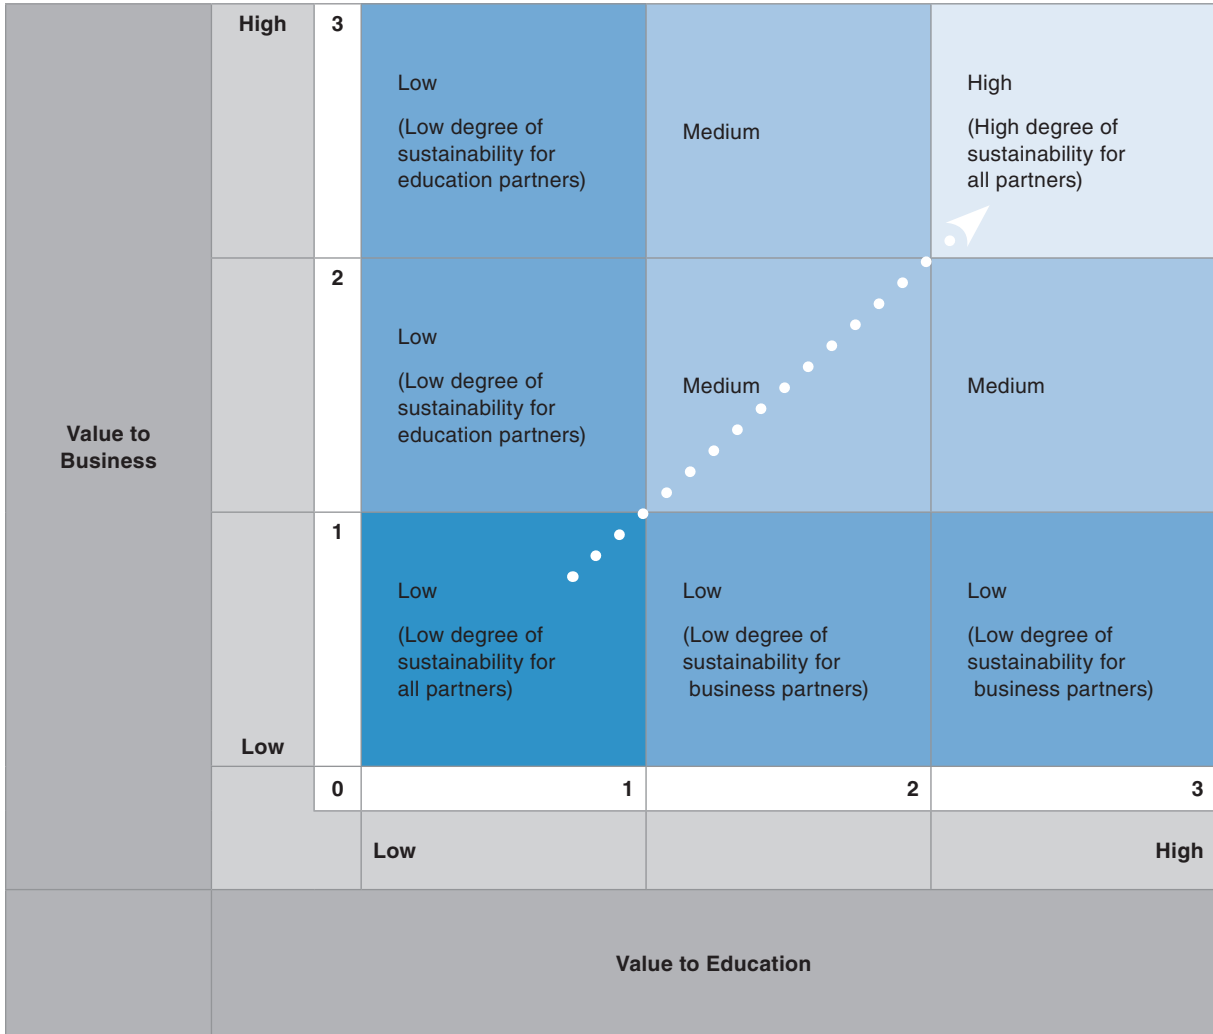 High
3
Low
(Low degree of
sustainability for
education partners)
Medium
High
(High degree of
sustainability for
all partners)
2
Low
(Low degree of
sustainability for
education partners)
Medium
Medium
Value to
Business
1
Low
(Low degree of
sustainability for
all partners)
Low
(Low degree of
sustainability for
business partners)
Low
(Low degree of
sustainability for
business partners)
Low
0
1
2
3
Low
High
Value to Education